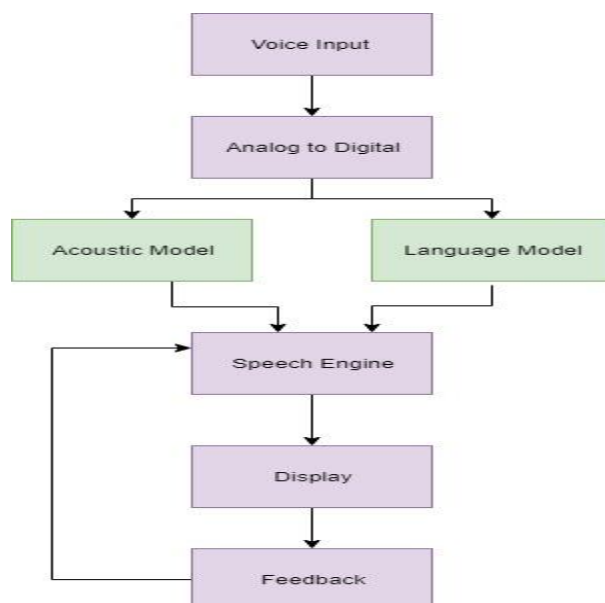 Voice Input
Analog to Digital
Acoustic Model
Language Model
Speech Engine
Display
Feedback